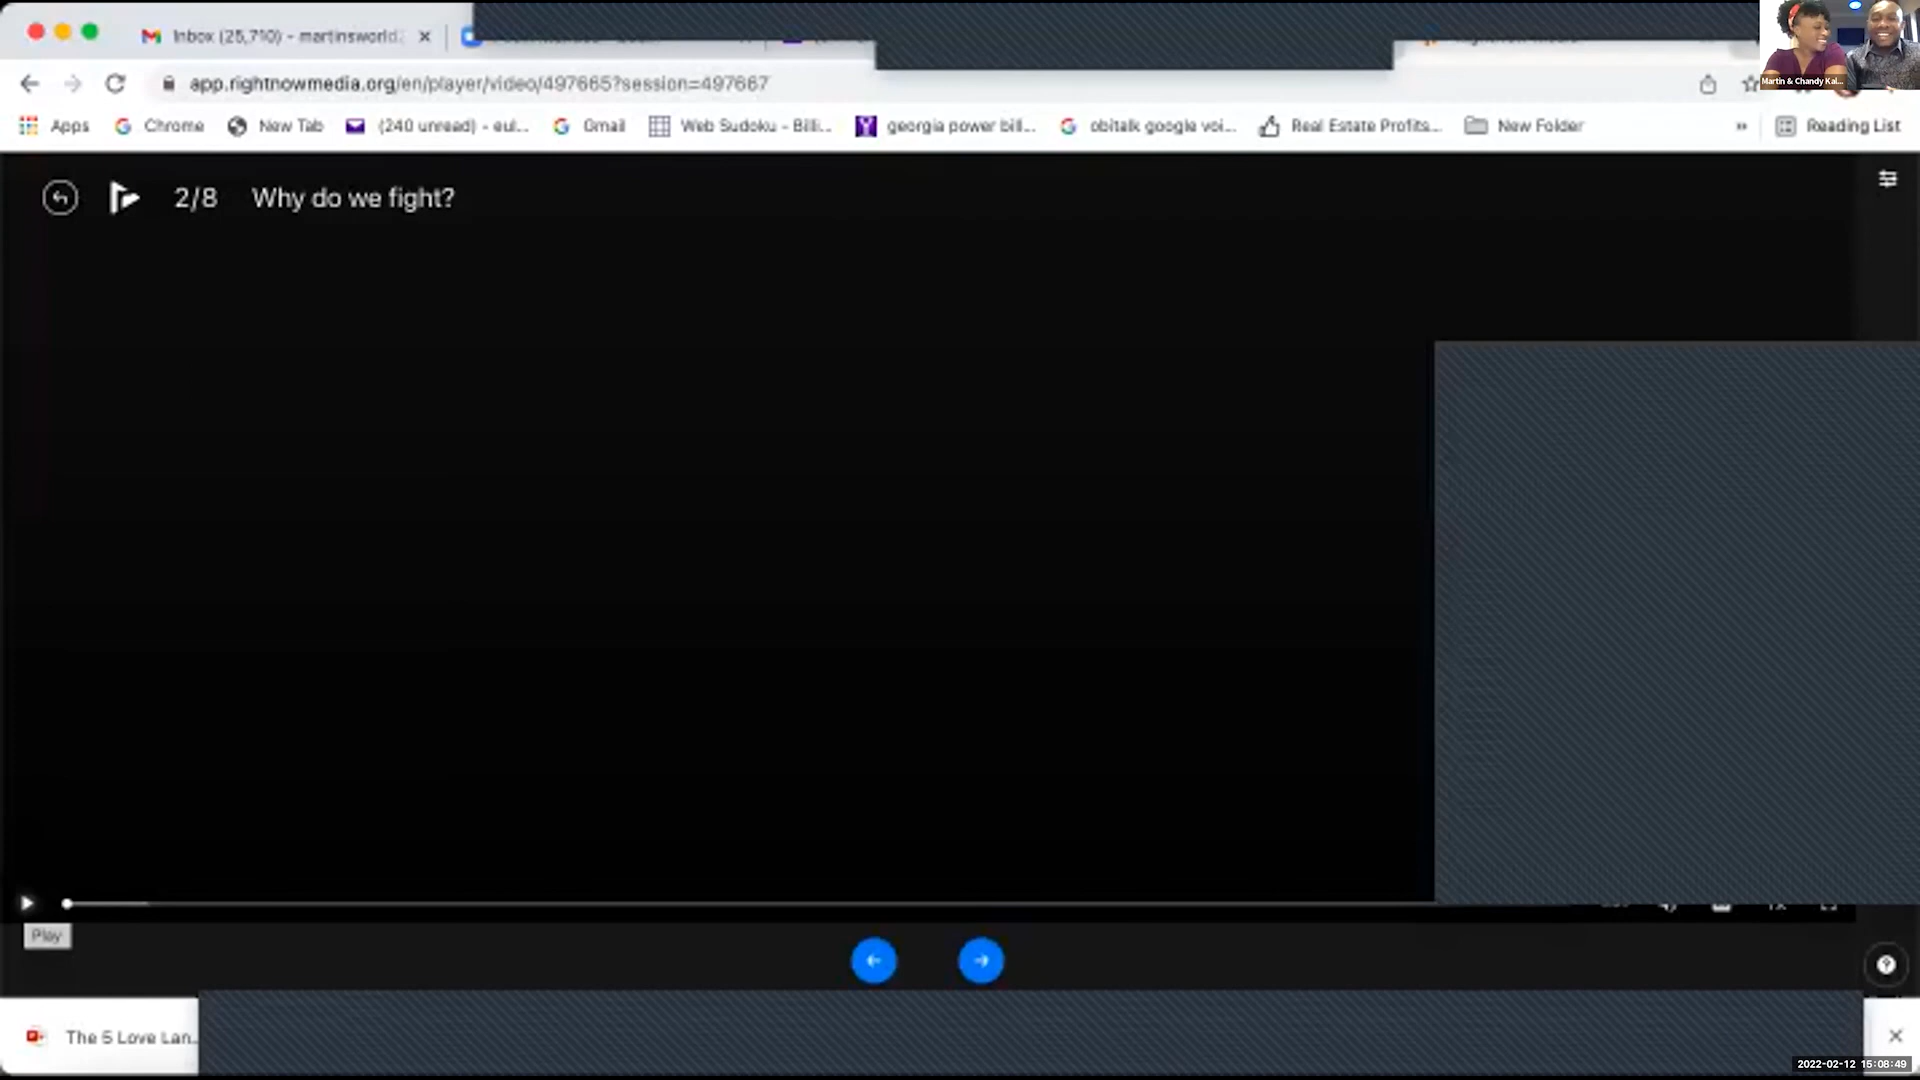 Inbox (25,710) - martinsworld.
Martin & Chandy Kal...
app.rightnowmedia.org/en/player/video/497665?session=497667
Apps Chrome New Tab (240 unread) - eul... Gmail Web Sudoku - Billi... georgia power bill... obitalk google voi... Real Estate Profits... New Folder » Reading List
2/8 Why do we fight?
Play
The 5 Love Lan...
2022-02-12 15:08:49